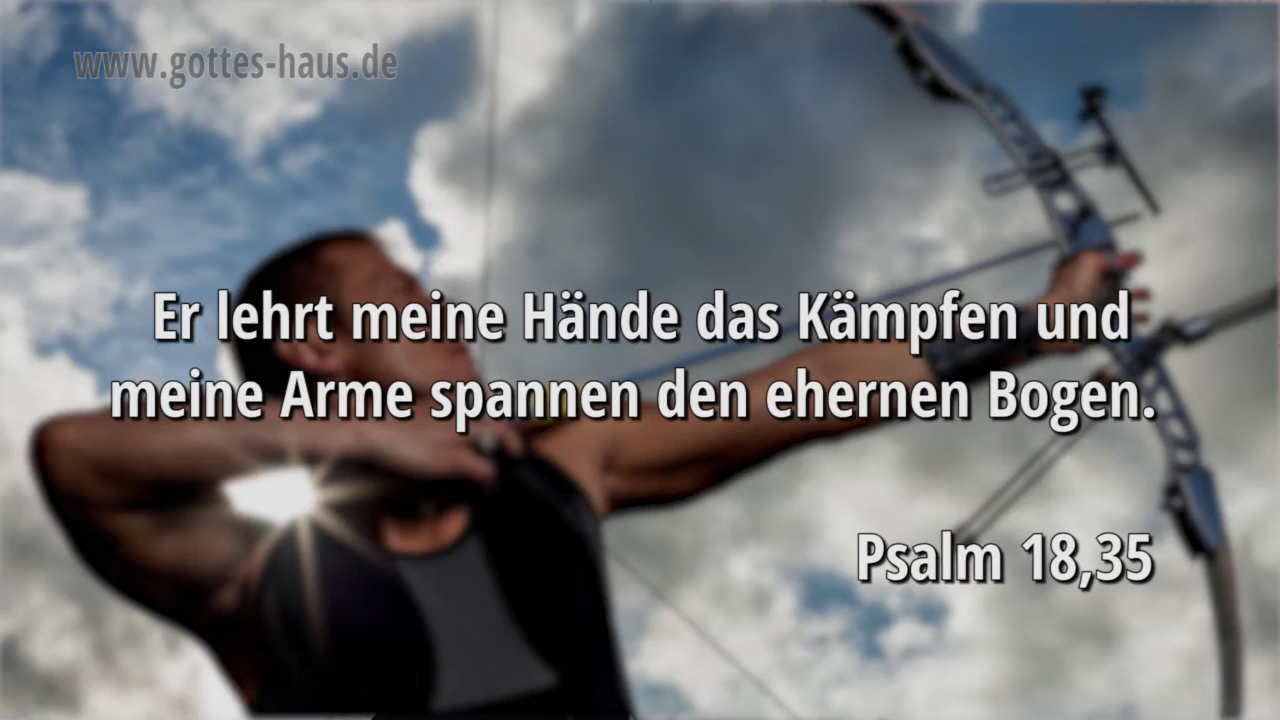 www.gottes-haus.de
Er lehrt meine Hände das Kämpfen und
meine Arme spannen den ehernen Bogen.
Psalm 18,35